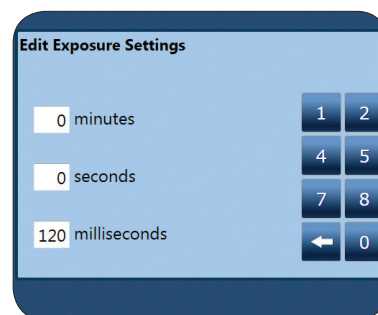 Edit Exposure Settings
0 minutes
1 2
4 5
0 seconds
7 8
120 milliseconds
0